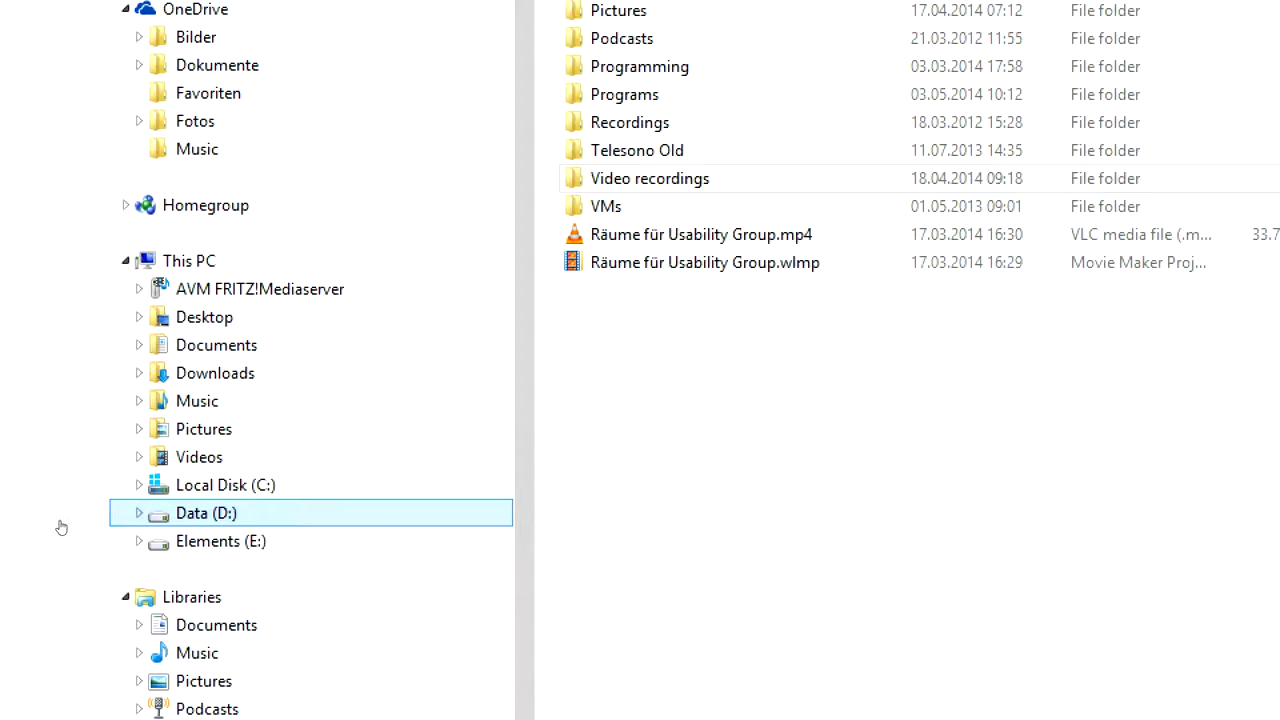 OneDrive
Bilder
Dokumente
Favoriten
Fotos
Music
Homegroup
This PC
AVM FRITZ!Mediaserver
Desktop
Documents
Downloads
Music
Pictures
Videos
Local Disk (C:)
Data (D:)
Elements (E:)
Libraries
Documents
Music
Pictures
Podcasts
Pictures 17.04.2014 07:12 File folder
Podcasts 21.03.2012 11:55 File folder
Programming 03.03.2014 17:58 File folder
Programs 03.05.2014 10:12 File folder
Recordings 18.03.2012 15:28 File folder
Telesono Old 11.07.2013 14:35 File folder
Video recordings 18.04.2014 09:18 File folder
VMs 01.05.2013 09:01 File folder
Räume für Usability Group.mp4 17.03.2014 16:30 VLC media file (.m... 33.7
Räume für Usability Group.wlmp 17.03.2014 16:29 Movie Maker Proj...